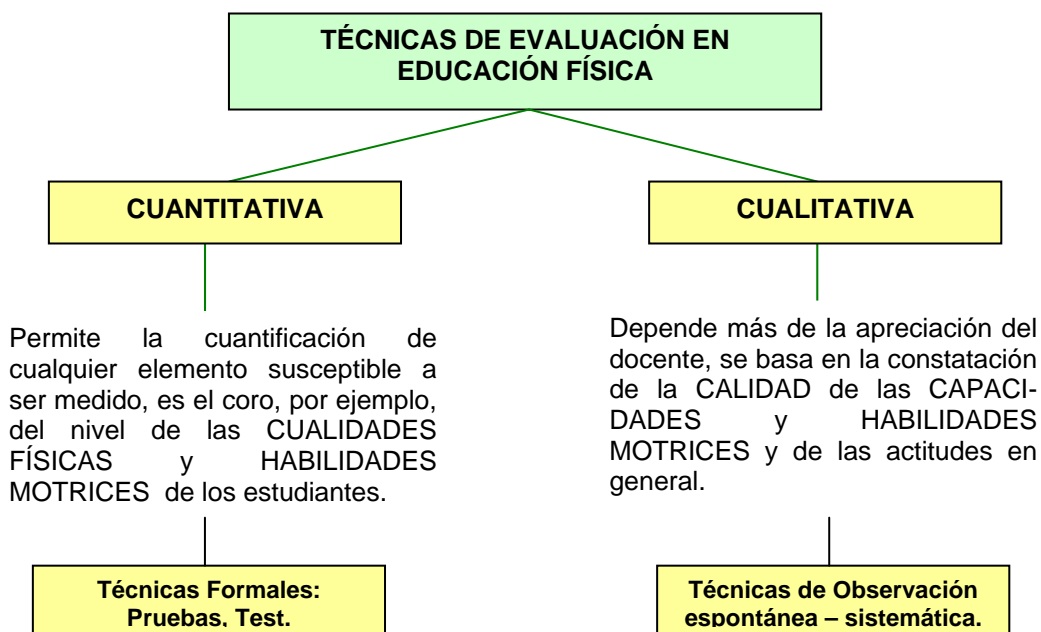 TÉCNICAS DE EVALUACIÓN EN
EDUCACIÓN FÍSICA
CUANTITATIVA
CUALITATIVA
Permite la cuantificación de
cualquier elemento susceptible a
ser medido, es el coro, por ejemplo,
del nivel de las CUALIDADES
FÍSICAS y HABILIDADES
MOTRICES de los estudiantes.
Depende más de la apreciación del
docente, se basa en la constatación
de la CALIDAD de las CAPACI-
DADES y HABILIDADES
MOTRICES y de las actitudes en
general.
Técnicas Formales:
Pruebas, Test.
Técnicas de Observación
espontánea – sistemática.